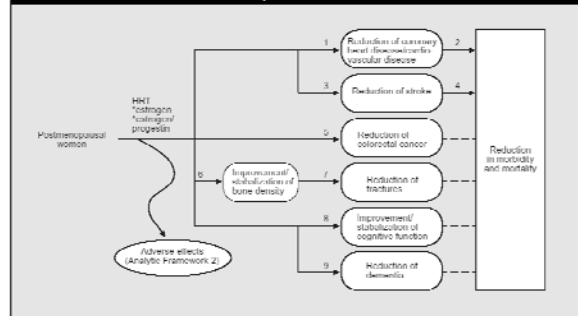 1
Reduction of coronary
heart disease/cardio
vascular disease
2
3
Reduction of stroke
4
HRT
*estrogen
*estrogen/
progestin
Postmenopausal
women
5
Reduction of
colorectal cancer
Reduction
in morbidity
and mortality
6
Improvement/
stabalization of
bone density
7
Reduction of
fractures
8
Improvement/
stabalization of
cognitive function
Adverse effects
(Analytic Framework 2)
9
Reduction of
dementia